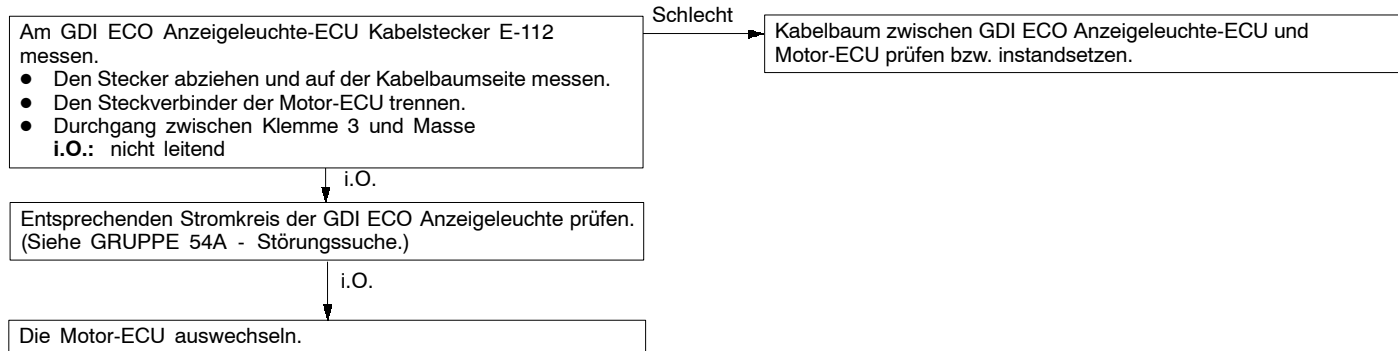 Am GDI ECO Anzeigeleuchte-ECU Kabelstecker E-112
messen.
● Den Stecker abziehen und auf der Kabelbaumseite messen.
● Den Steckverbinder der Motor-ECU trennen.
● Durchgang zwischen Klemme 3 und Masse
i.O.: nicht leitend
Schlecht
Kabelbaum zwischen GDI ECO Anzeigeleuchte-ECU und
Motor-ECU prüfen bzw. instandsetzen.
i.O.
Entsprechenden Stromkreis der GDI ECO Anzeigeleuchte prüfen.
(Siehe GRUPPE 54A - Störungssuche.)
i.O.
Die Motor-ECU auswechseln.